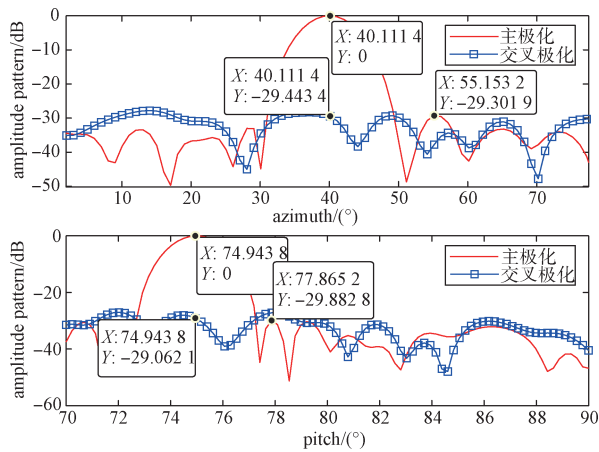 0
-10
-20
-30
-40
-50
amplitude pattern/dB
主极化
交叉极化
X: 40.111 4
Y: 0
X: 40.111 4
Y: -29.443 4
X: 55.153 2
Y: -29.301 9
10 20 30 40 50 60 70
azimuth/(°)
0
-20
-40
-60
amplitude pattern/dB
主极化
交叉极化
X: 74.943 8
Y: 0
X: 77.865 2
Y: -29.882 8
X: 74.943 8
Y: -29.062 1
70 72 74 76 78 80 82 84 86 88 90
pitch/(°)